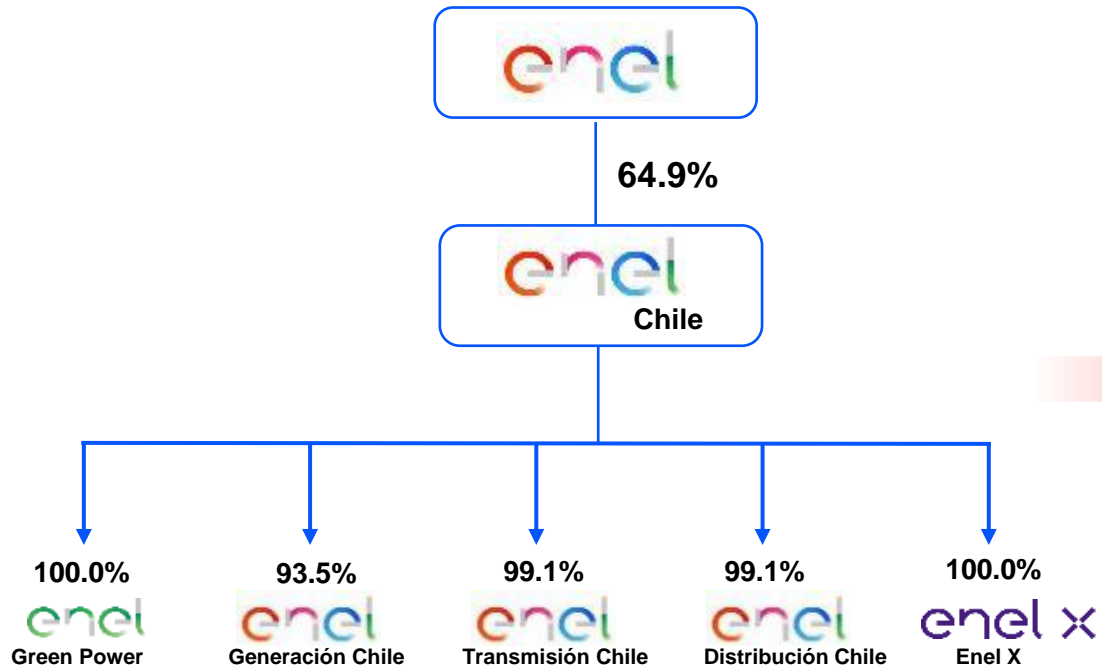 enel
64.9%
enel
Chile
100.0% 93.5% 99.1% 99.1% 100.0%
enel enel enel enel enel x
Green Power Generación Chile Transmisión Chile Distribución Chile Enel X